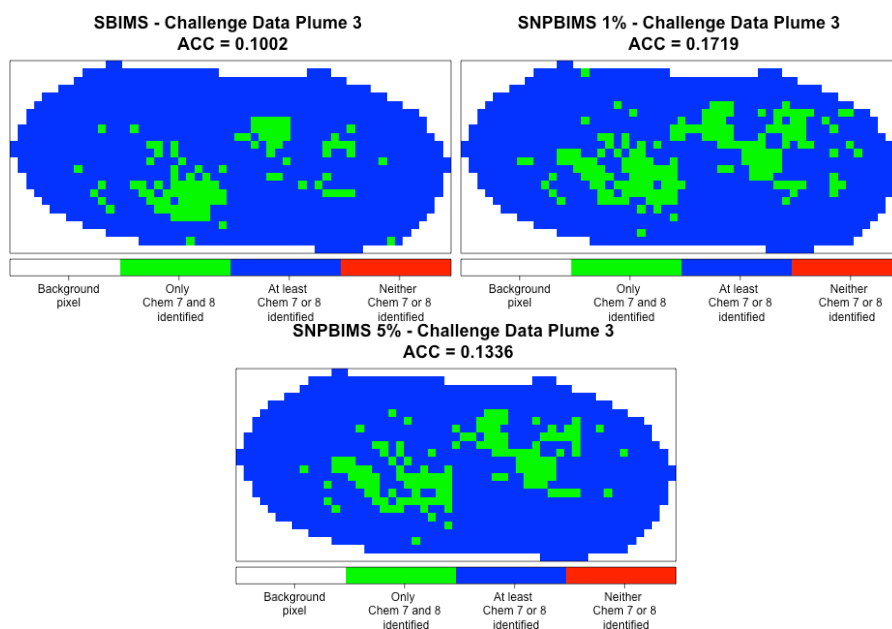 SBIMS - Challenge Data Plume 3
ACC = 0.1002
Background
pixel
Only
Chem 7 and 8
identified
At least
Chem 7 or 8
identified
Neither
Chem 7 or 8
identified
SNPBIMS 1% - Challenge Data Plume 3
ACC = 0.1719
Background
pixel
Only
Chem 7 and 8
identified
At least
Chem 7 or 8
identified
Neither
Chem 7 or 8
identified
SNPBIMS 5% - Challenge Data Plume 3
ACC = 0.1336
Background
pixel
Only
Chem 7 and 8
identified
At least
Chem 7 or 8
identified
Neither
Chem 7 or 8
identified